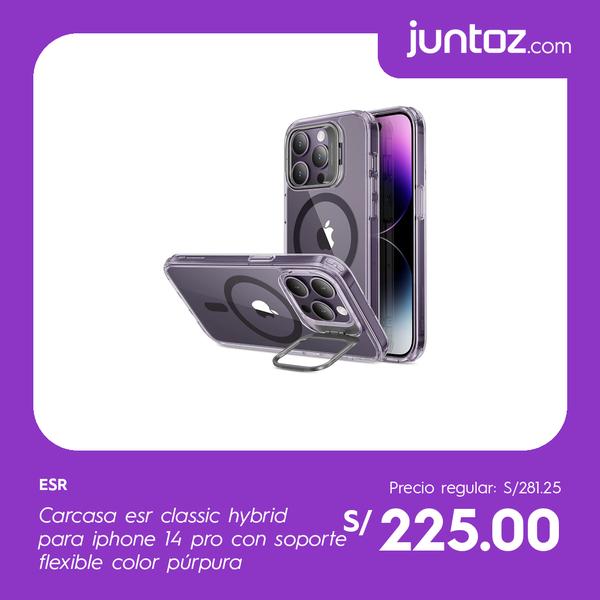 juntoz.com
ESR
Carcasa esr classic hybrid
para iphone 14 pro con soporte
flexible color púrpura
Precio regular: S/281.25
S/ 225.00